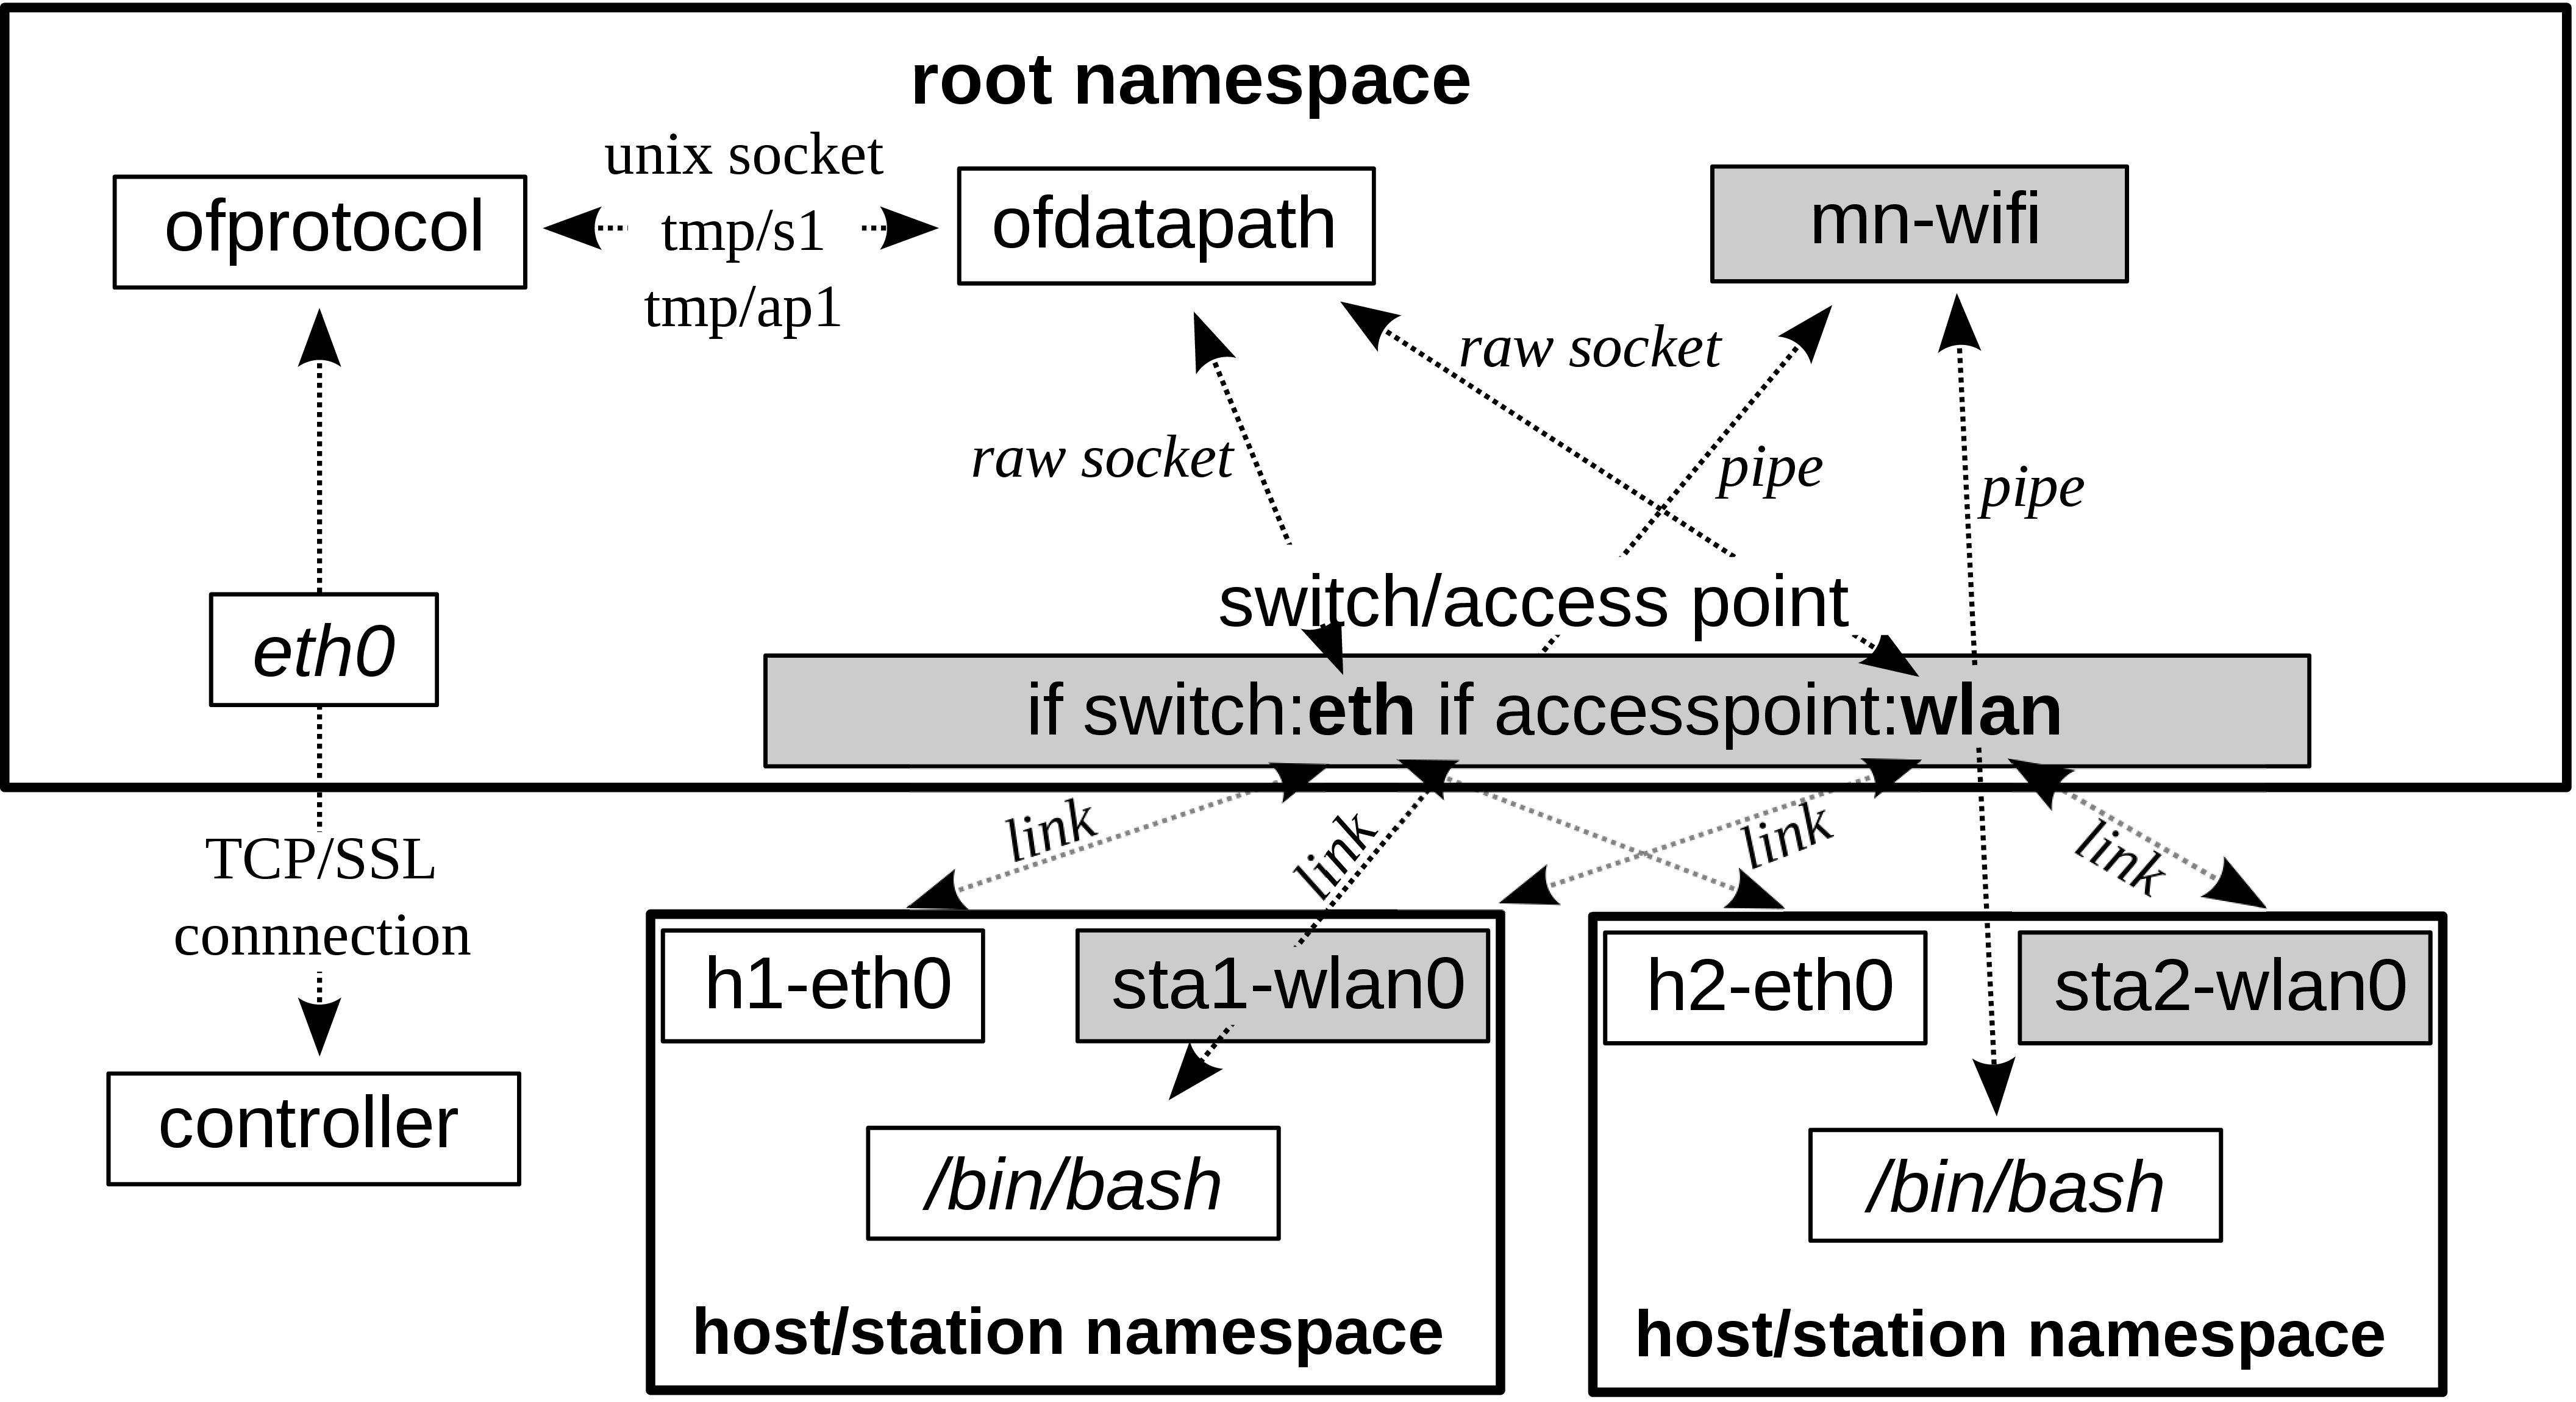 root namespace
unix socket
tmp/s1
tmp/ap1
ofprotocol
ofdatapath
mn-wifi
raw socket
raw socket
pipe
pipe
eth0
switch/access point
if switch:eth if accesspoint:wlan
link
link
link
link
TCP/SSL
connnection
controller
h1-eth0
sta1-wlan0
/bin/bash
host/station namespace
h2-eth0
sta2-wlan0
/bin/bash
host/station namespace